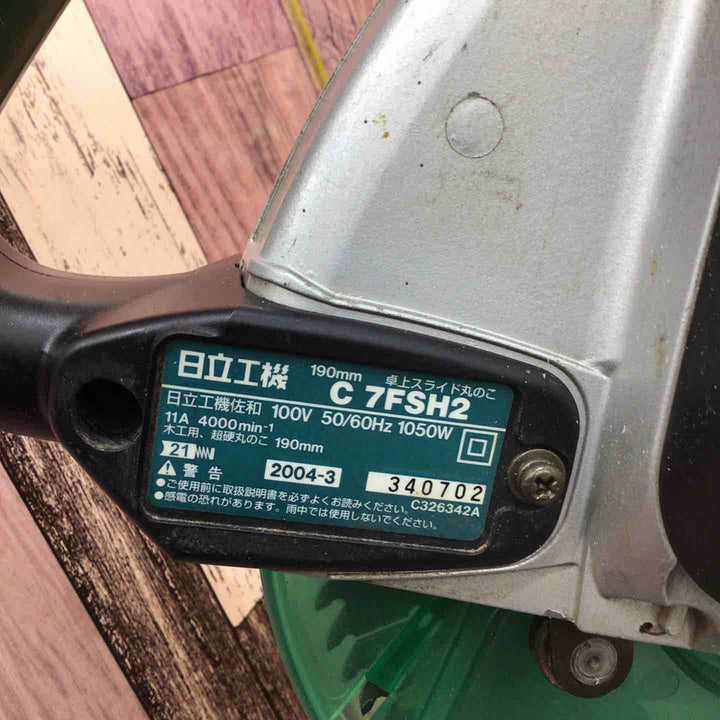 日立工機 190mm 卓上スライド丸のこ
C 7FSH2
日立工機佐和 100V 50/60Hz 1050W
11A 4000min-1
木工用、超硬丸のこ 190mm
21
警告 2004-3 340702
●ご使用前に取扱説明書を必ずよくお読みください。 C326342A
●感電の恐れがあります。雨中では使用しないでください。